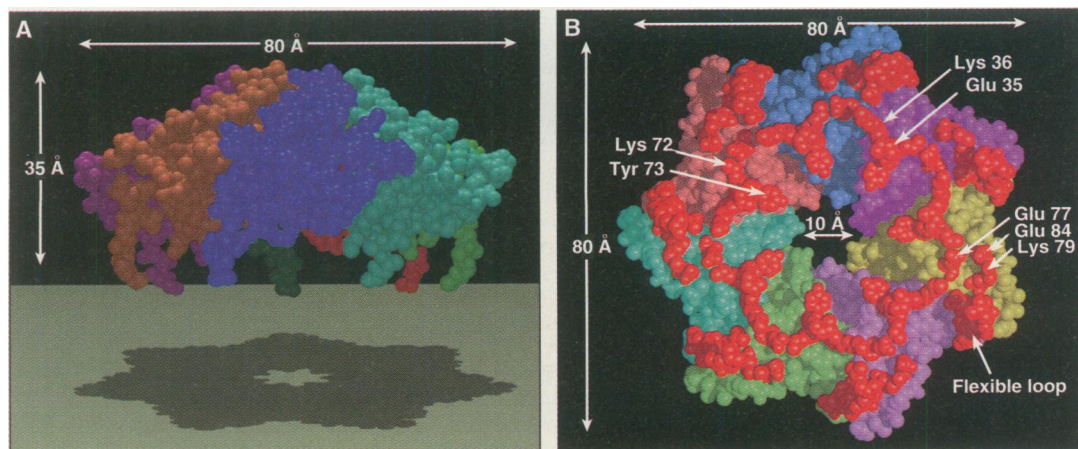 A
80 Å
35 Å
B
80 Å
Lys 36
Glu 35
Lys 72
Tyr 73
10 Å
80 Å
Glu 77
Glu 84
Lys 79
Flexible loop